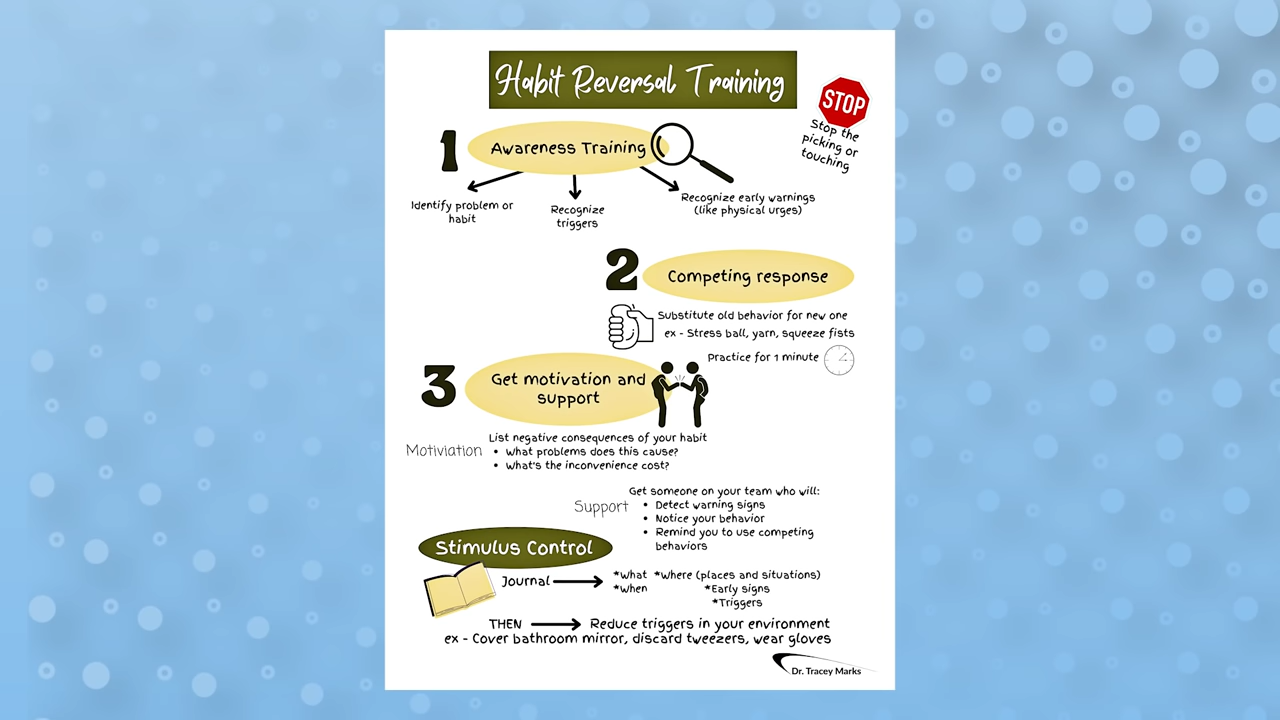 Habit Reversal Training
STOP
Stop the
picking or
touching
1
Awareness Training
Identify problem or
habit
Recognize
triggers
Recognize early warnings
(like physical urges)
2
Competing response
Substitute old behavior for new one
ex - Stress ball, yarn, squeeze fists
Practice for 1 minute
3
Get motivation and
support
Motiviation
List negative consequences of your habit
• What problems does this cause?
• What's the inconvenience cost?
Support
Get someone on your team who will:
• Detect warning signs
• Notice your behavior
• Remind you to use competing
behaviors
Stimulus Control
Journal
*What *Where (places and situations)
*When *Early signs
*Triggers
THEN Reduce triggers in your environment
ex - Cover bathroom mirror, discard tweezers, wear gloves
Dr. Tracey Marks